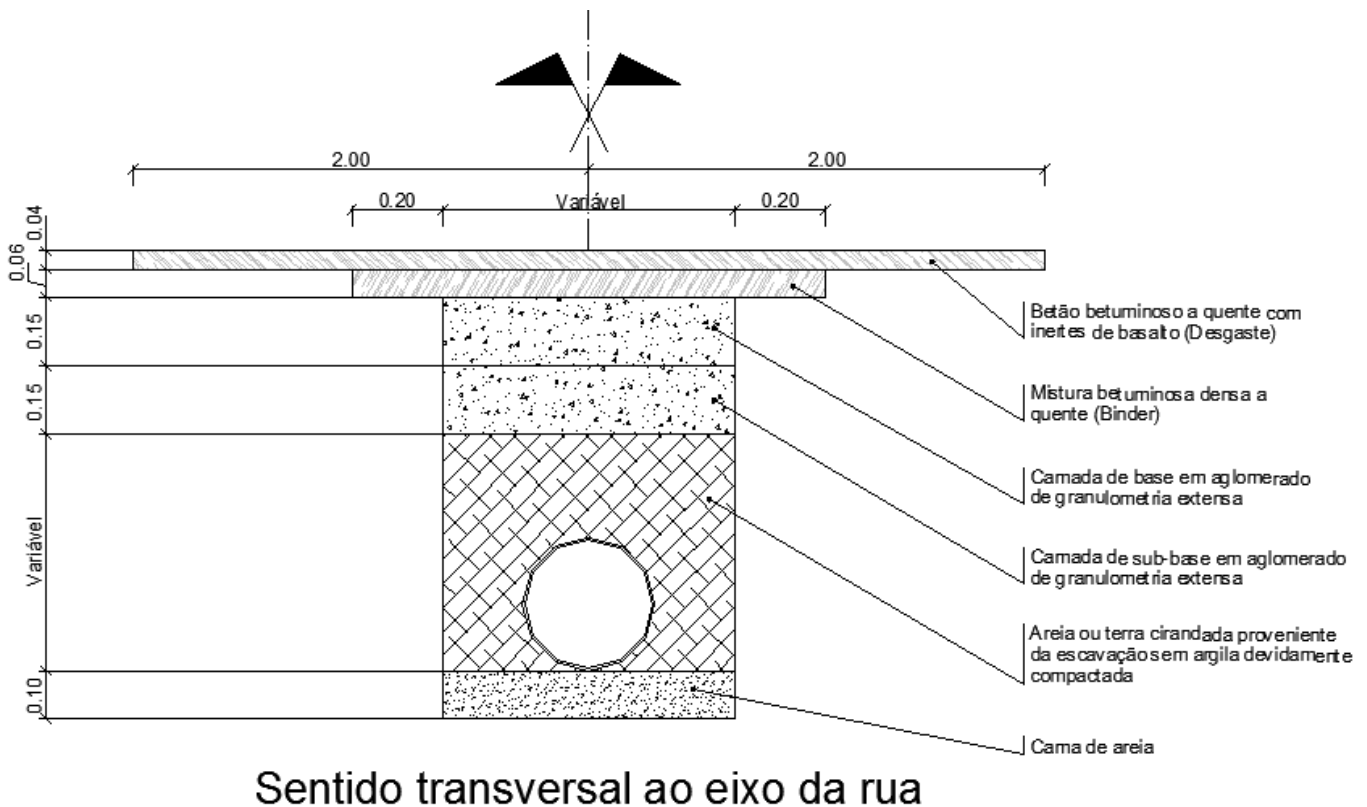 2.00
2.00
0.20
Variável
0.20
0.04
0.06
0.15
0.15
Variável
0.10
Betão betuminoso a quente com
inertes de basalto (Desgaste)
Mistura betuminosa densa a
quente (Binder)
Camada de base em aglomerado
de granulometria extensa
Camada de sub-base em aglomerado
de granulometria extensa
Areia ou terra cirandada proveniente
da escavação sem argila devidamente
compactada
Cama de areia
Sentido transversal ao eixo da rua